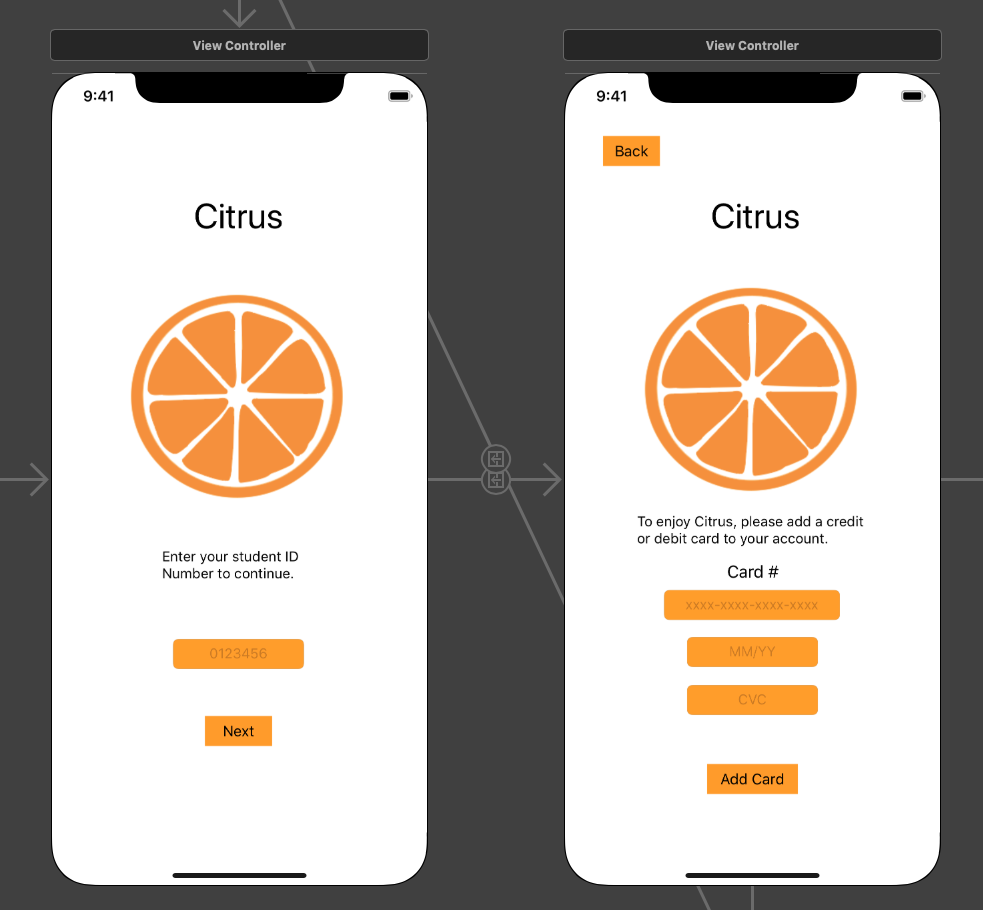 View Controller
9:41
Citrus
Enter your student ID
Number to continue.
0123456
Next
View Controller
9:41
Back
Citrus
To enjoy Citrus, please add a credit
or debit card to your account.
Card #
xxxx-xxxx-xxxx-xxxx
MM/YY
CVC
Add Card